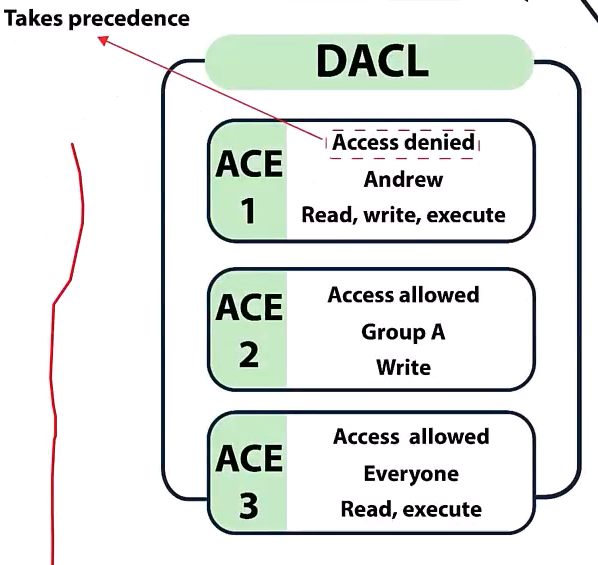 Takes precedence
DACL
ACE
1
Access denied
Andrew
Read, write, execute
ACE
2
Access allowed
Group A
Write
ACE
3
Access allowed
Everyone
Read, execute